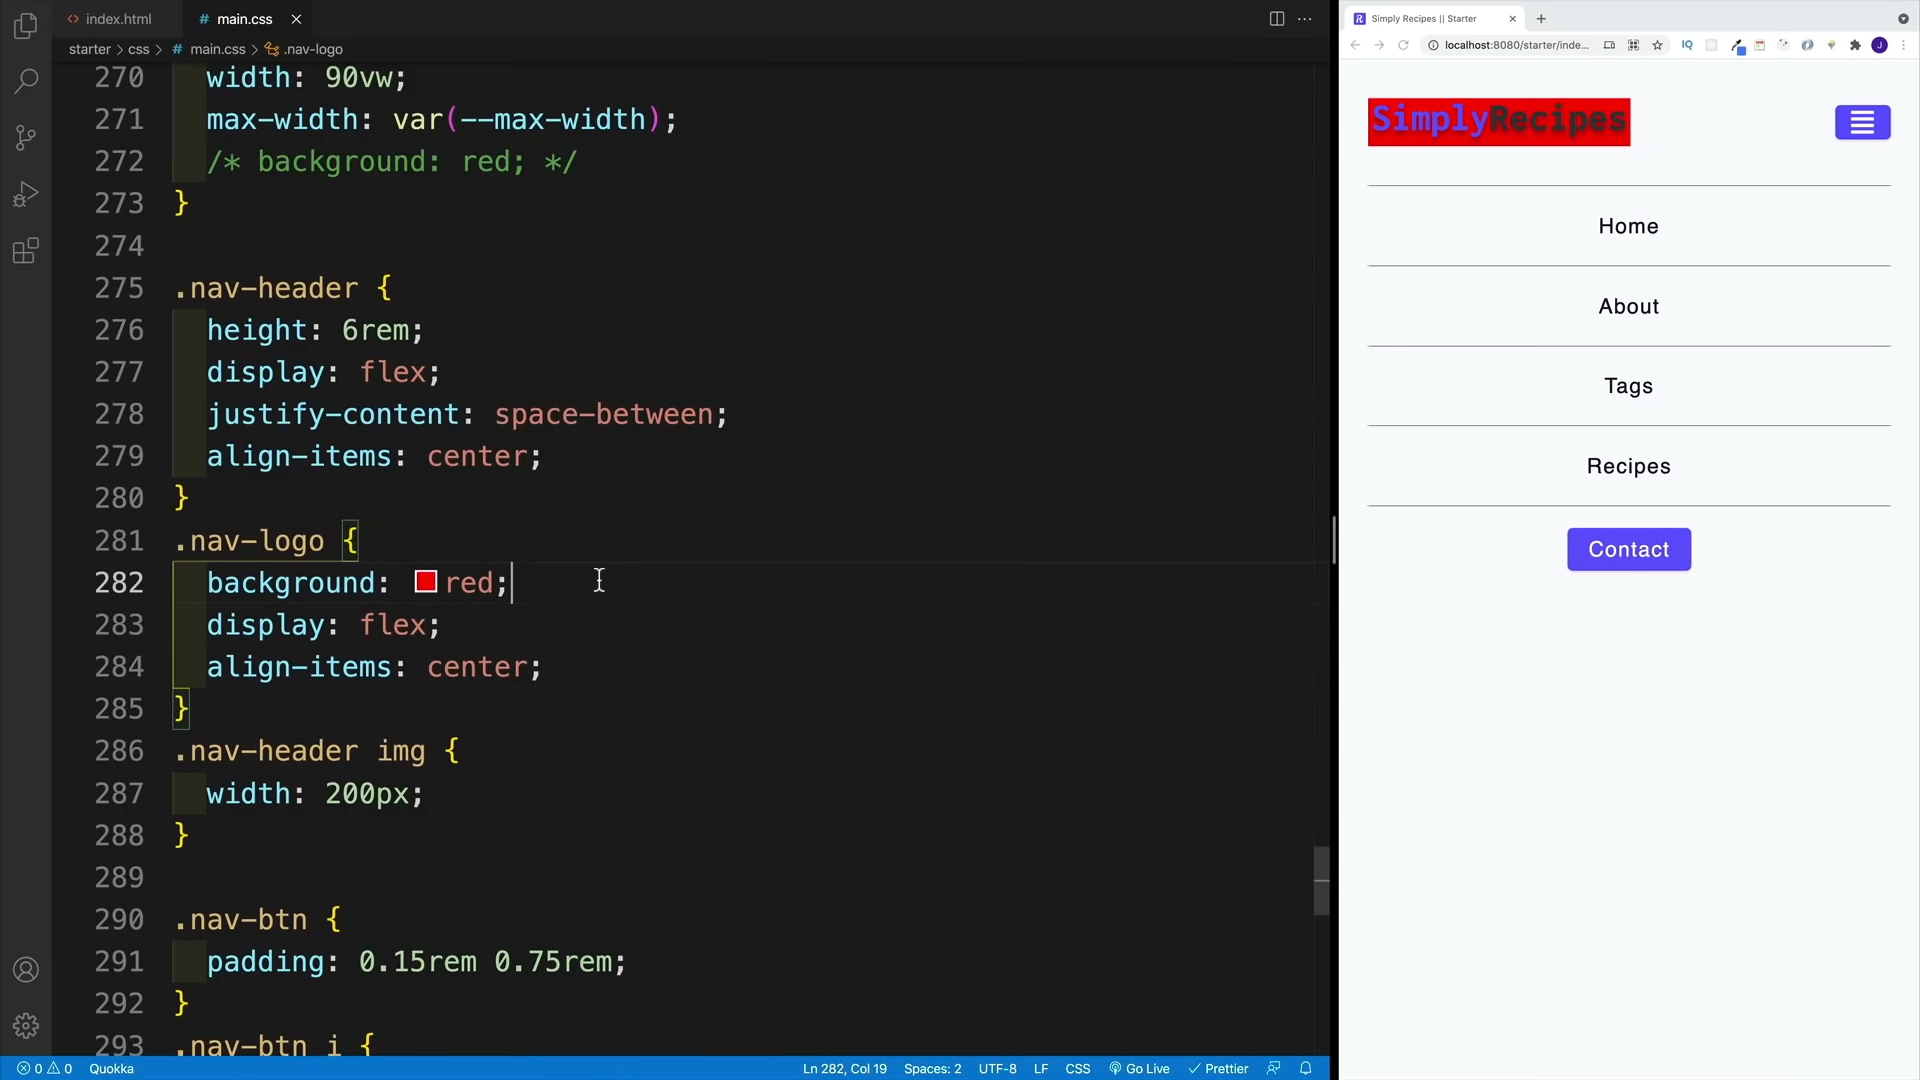 index.html
# main.css
starter > css > # main.css > .nav-logo
270 width: 90vw;
271 max-width: var(--max-width);
272 /* background: red; */
273 }
274
275 .nav-header {
276 height: 6rem;
277 display: flex;
278 justify-content: space-between;
279 align-items: center;
280 }
281 .nav-logo {
282 background: red;
283 display: flex;
284 align-items: center;
285 }
286 .nav-header img {
287 width: 200px;
288 }
289
290 .nav-btn {
291 padding: 0.15rem 0.75rem;
292 }
293 .nav-btn i {
0 0 Quokka
Ln 282, Col 19 Spaces: 2 UTF-8 LF CSS Go Live Prettier
Simply Recipes || Starter
localhost:8080/starter/inde...
IQ
J
SimplyRecipes
Home
About
Tags
Recipes
Contact